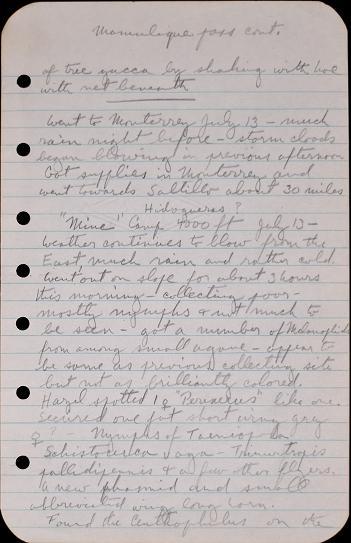 Mamulique pass cont.
of tree yucca by shaking with hoe
with net beneath
Went to Monterrey July 13 - much
rain night before - storm clouds
began blowing in previous afternoon
Got supplies in Monterrey and
went towards Saltillo about 30 miles
Hidogueras?
"Mine" Camp 4000 ft July 13 -
Weather continues to blow from the
East much rain and rather cold.
Went out on slope for about 3 hours
this morning - collecting poor -
mostly nymphs & not much to
be seen - got a number of Melanopli
from among small agave - appear to
be same as previous collecting site
but not as brilliantly colored.
Hazel spotted 1 ♀ "Perixerus" like one.
Secured one fat short wing grey
♀ - Nymphs of Taeniopoda
Schistocerca vaga - Trimerotropis
pallidipennis & a few other flyers.
A new phasmid and small
abbreviated wing long horn.
Found the Ceuthophilus on the